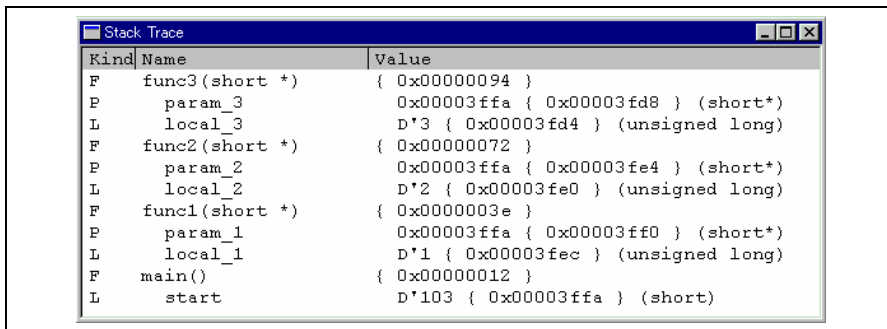 Stack Trace
Kind Name Value
F func3(short *) { 0x00000094 }
P param_3 0x00003ffa { 0x00003fd8 } (short*)
L local_3 D'3 { 0x00003fd4 } (unsigned long)
F func2(short *) { 0x00000072 }
P param_2 0x00003ffa { 0x00003fe4 } (short*)
L local_2 D'2 { 0x00003fe0 } (unsigned long)
F func1(short *) { 0x0000003e }
P param_1 0x00003ffa { 0x00003ff0 } (short*)
L local_1 D'1 { 0x00003fec } (unsigned long)
F main() { 0x00000012 }
L start D'103 { 0x00003ffa } (short)